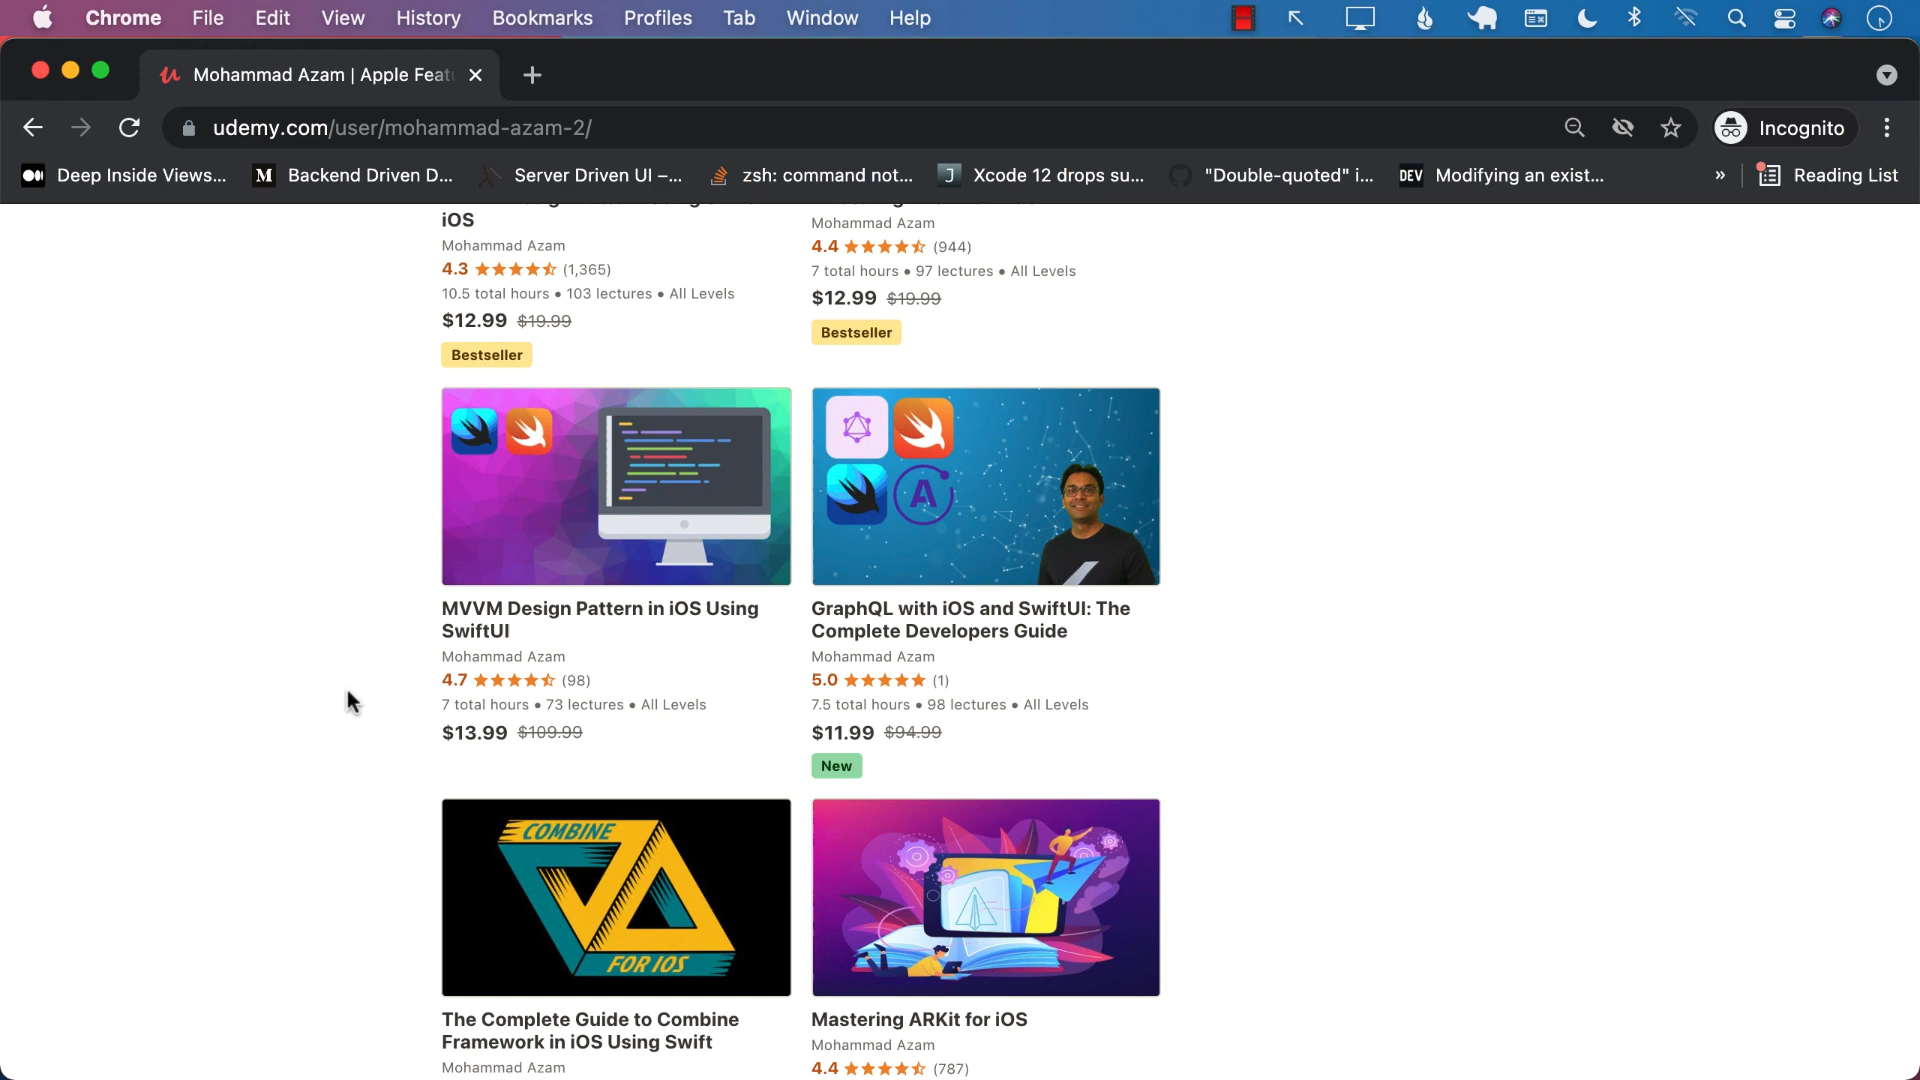 Chrome File Edit View History Bookmarks Profiles Tab Window Help
Mohammad Azam | Apple Feat
udemy.com/user/mohammad-azam-2/
Incognito
Deep Inside Views... Backend Driven D... Server Driven UI –... zsh: command not... Xcode 12 drops su... "Double-quoted" i... Modifying an exist... » Reading List
iOS
Mohammad Azam
4.3 (1,365)
10.5 total hours • 103 lectures • All Levels
$12.99 $19.99
Bestseller
Mohammad Azam
4.4 (944)
7 total hours • 97 lectures • All Levels
$12.99 $19.99
Bestseller
MVVM Design Pattern in iOS Using
SwiftUI
Mohammad Azam
4.7 (98)
7 total hours • 73 lectures • All Levels
$13.99 $109.99
A
GraphQL with iOS and SwiftUI: The
Complete Developers Guide
Mohammad Azam
5.0 (1)
7.5 total hours • 98 lectures • All Levels
$11.99 $94.99
New
COMBINE
FOR IOS
The Complete Guide to Combine
Framework in iOS Using Swift
Mohammad Azam
Mastering ARKit for iOS
Mohammad Azam
4.4 (787)